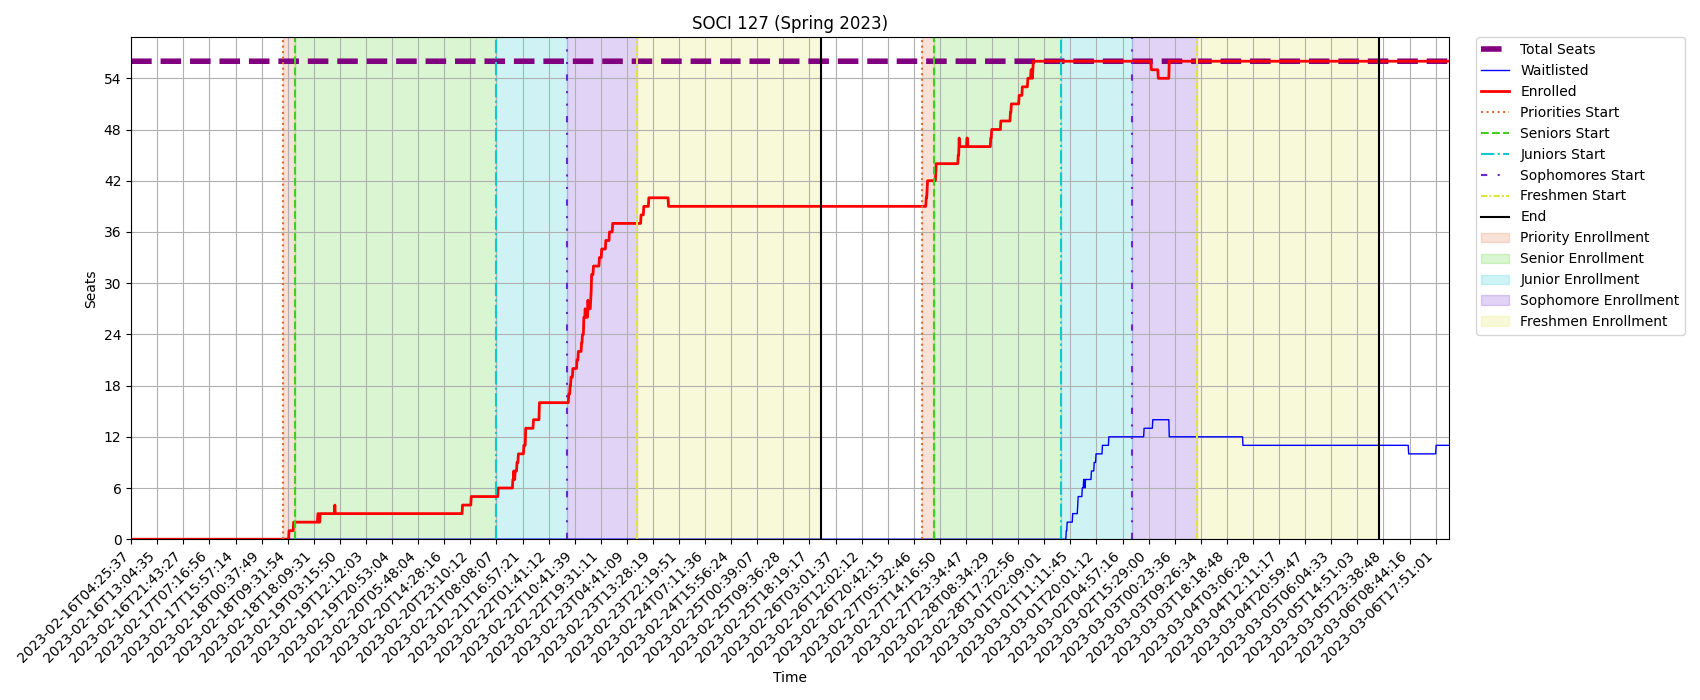 SOCI 127 (Spring 2023)
Seats
54
48
42
36
30
24
18
12
6
0
2023-02-16T04:25:37
2023-02-16T13:04:35
2023-02-16T21:43:27
2023-02-17T07:16:56
2023-02-17T15:57:14
2023-02-18T00:37:49
2023-02-18T09:31:54
2023-02-18T18:09:31
2023-02-19T03:15:50
2023-02-19T12:12:03
2023-02-19T20:53:04
2023-02-20T05:48:04
2023-02-20T14:28:16
2023-02-20T23:10:12
2023-02-21T08:08:07
2023-02-21T16:57:21
2023-02-22T01:41:12
2023-02-22T10:41:39
2023-02-22T19:31:11
2023-02-23T04:41:09
2023-02-23T13:28:19
2023-02-23T22:19:51
2023-02-24T07:11:36
2023-02-24T15:56:24
2023-02-25T00:39:07
2023-02-25T09:36:28
2023-02-25T18:19:17
2023-02-26T03:01:37
2023-02-26T12:02:12
2023-02-26T20:42:15
2023-02-27T05:32:46
2023-02-27T14:16:50
2023-02-27T23:34:47
2023-02-28T08:34:29
2023-02-28T17:22:56
2023-03-01T02:09:01
2023-03-01T11:11:45
2023-03-01T20:01:12
2023-03-02T04:57:16
2023-03-02T15:29:00
2023-03-03T00:23:36
2023-03-03T09:26:34
2023-03-03T18:18:48
2023-03-04T03:06:28
2023-03-04T12:11:17
2023-03-04T20:59:47
2023-03-05T06:04:33
2023-03-05T14:51:03
2023-03-05T23:38:48
2023-03-06T08:44:16
2023-03-06T17:51:01
Time
Total Seats
Waitlisted
Enrolled
Priorities Start
Seniors Start
Juniors Start
Sophomores Start
Freshmen Start
End
Priority Enrollment
Senior Enrollment
Junior Enrollment
Sophomore Enrollment
Freshmen Enrollment